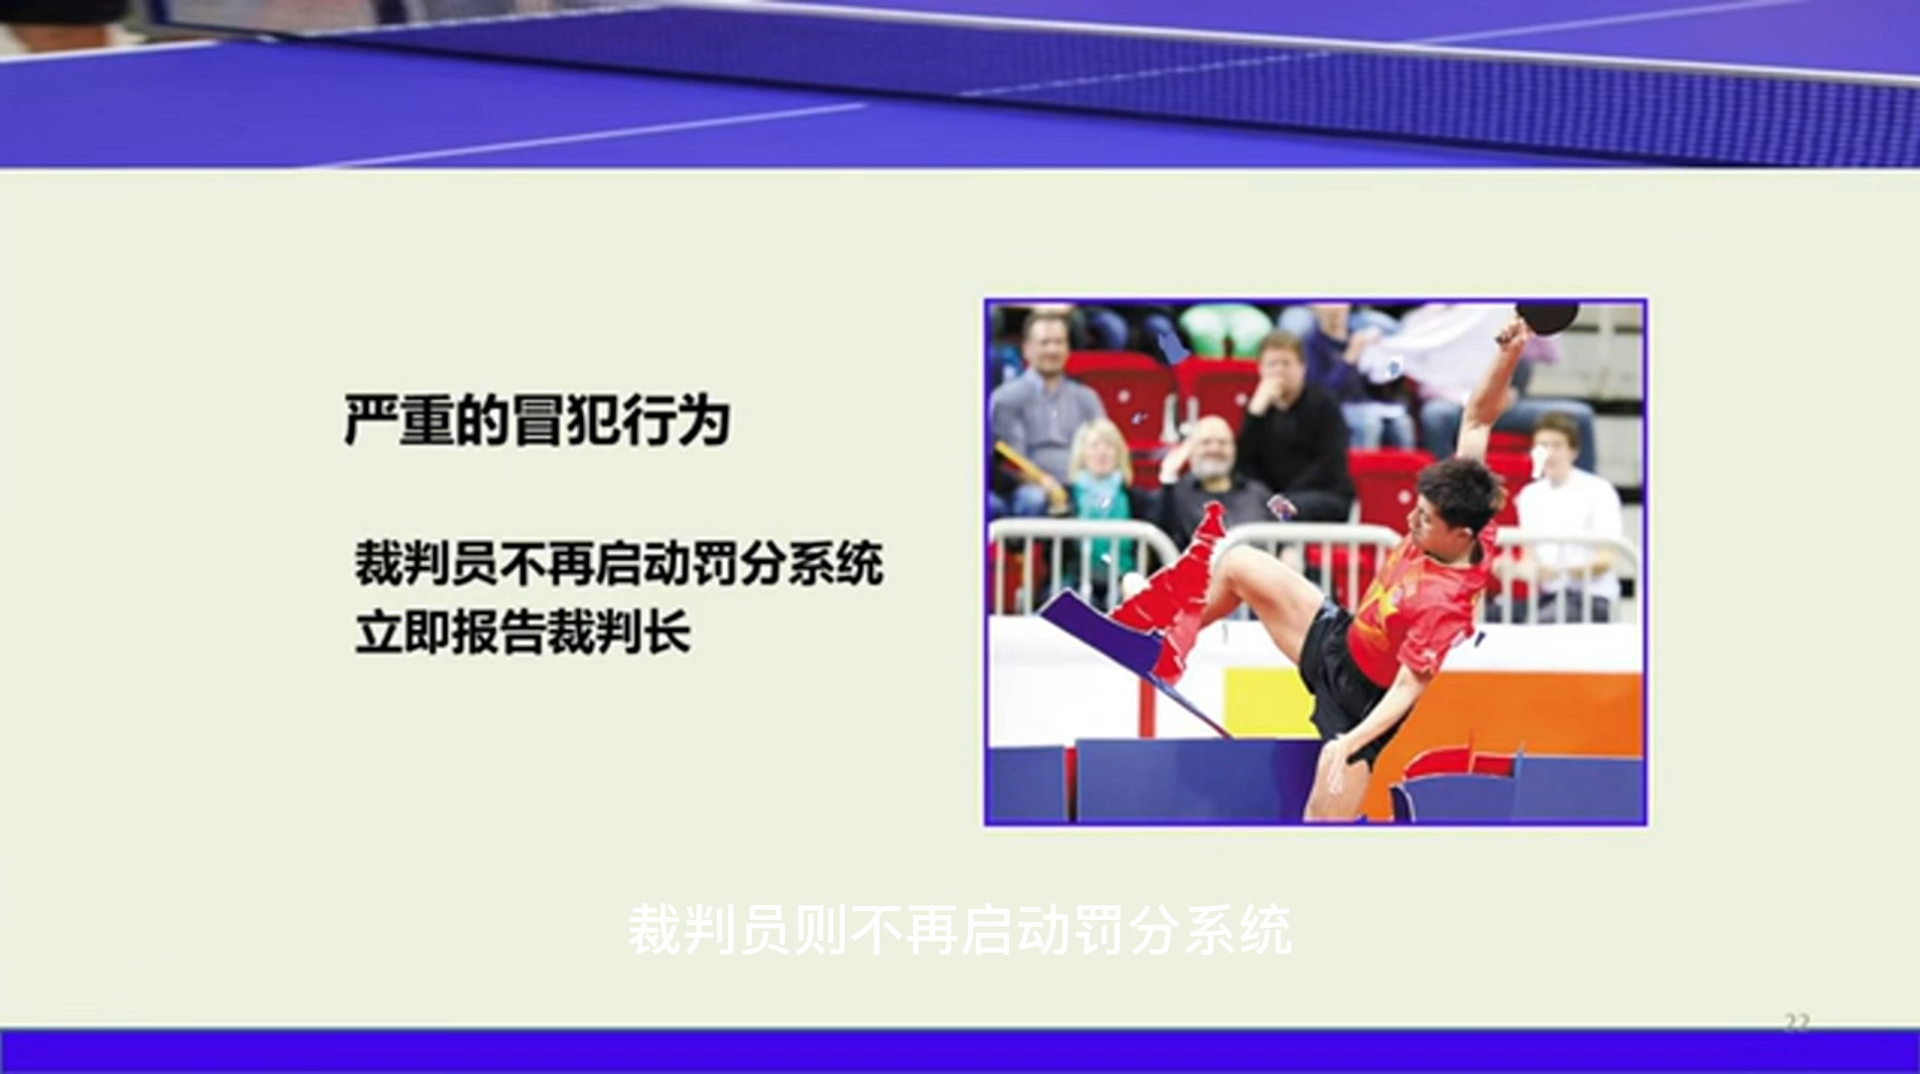 严重的冒犯行为
裁判员不再启动罚分系统
立即报告裁判长
裁判员则不再启动罚分系统
22